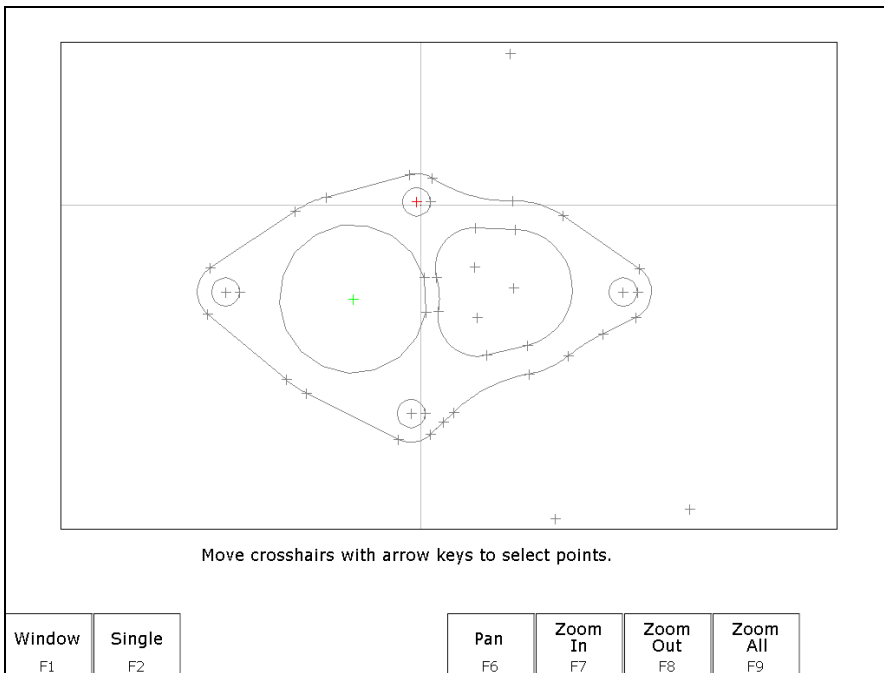 Move crosshairs with arrow keys to select points.
Window
F1
Single
F2
Pan
F6
Zoom
In
F7
Zoom
Out
F8
Zoom
All
F9